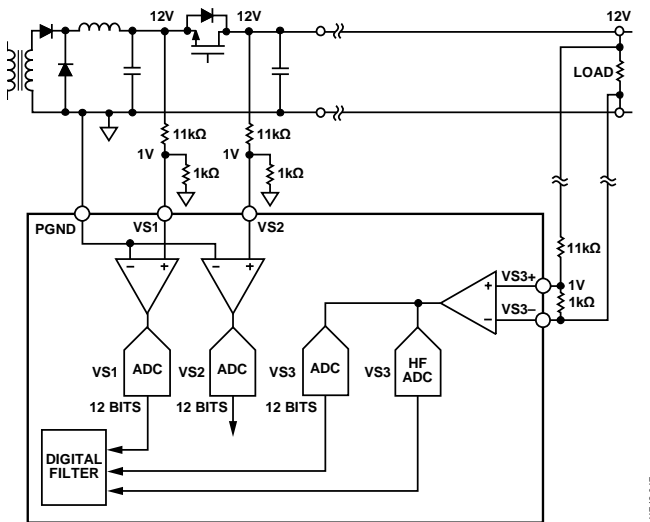 12V 12V 12V
LOAD
11kΩ 11kΩ
1V 1kΩ 1V 1kΩ
PGND VS1 VS2
11kΩ
VS3+ 1V
1kΩ
VS3−
− + − + + −
VS1 ADC VS2 ADC VS3 ADC VS3 HF ADC
12 BITS 12 BITS 12 BITS
DIGITAL
FILTER